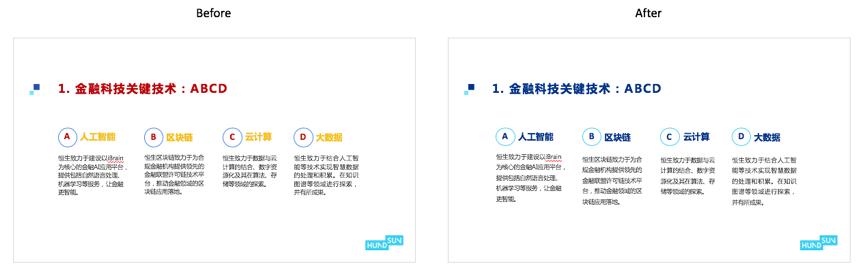 Before
After
1. 金融科技关键技术：ABCD
A 人工智能
恒生致力于建设以iBrain
为核心的金融AI应用平台，
提供包括自然语言处理、
机器学习等服务，让金融
更智能。
B 区块链
恒生区块链致力于为合
规金融机构提供领先的
金融联盟许可链技术平
台，推动金融领域的区
块链应用落地。
C 云计算
恒生致力于数据与云
计算的结合、数字资
源化及其在算法、存
储等领域的探索。
D 大数据
恒生致力于结合人工智
能等技术实现智慧数据
的处理和积累。在知识
图谱等领域进行探索，
并有所成果。
HUNDSUN
1. 金融科技关键技术：ABCD
A 人工智能
恒生致力于建设以iBrain
为核心的金融AI应用平台，
提供包括自然语言处理、
机器学习等服务，让金融
更智能。
B 区块链
恒生区块链致力于为合
规金融机构提供领先的
金融联盟许可链技术平
台，推动金融领域的区
块链应用落地。
C 云计算
恒生致力于数据与云
计算的结合、数字资
源化及其在算法、存
储等领域的探索。
D 大数据
恒生致力于结合人工智
能等技术实现智慧数据
的处理和积累。在知识
图谱等领域进行探索，
并有所成果。
HUNDSUN